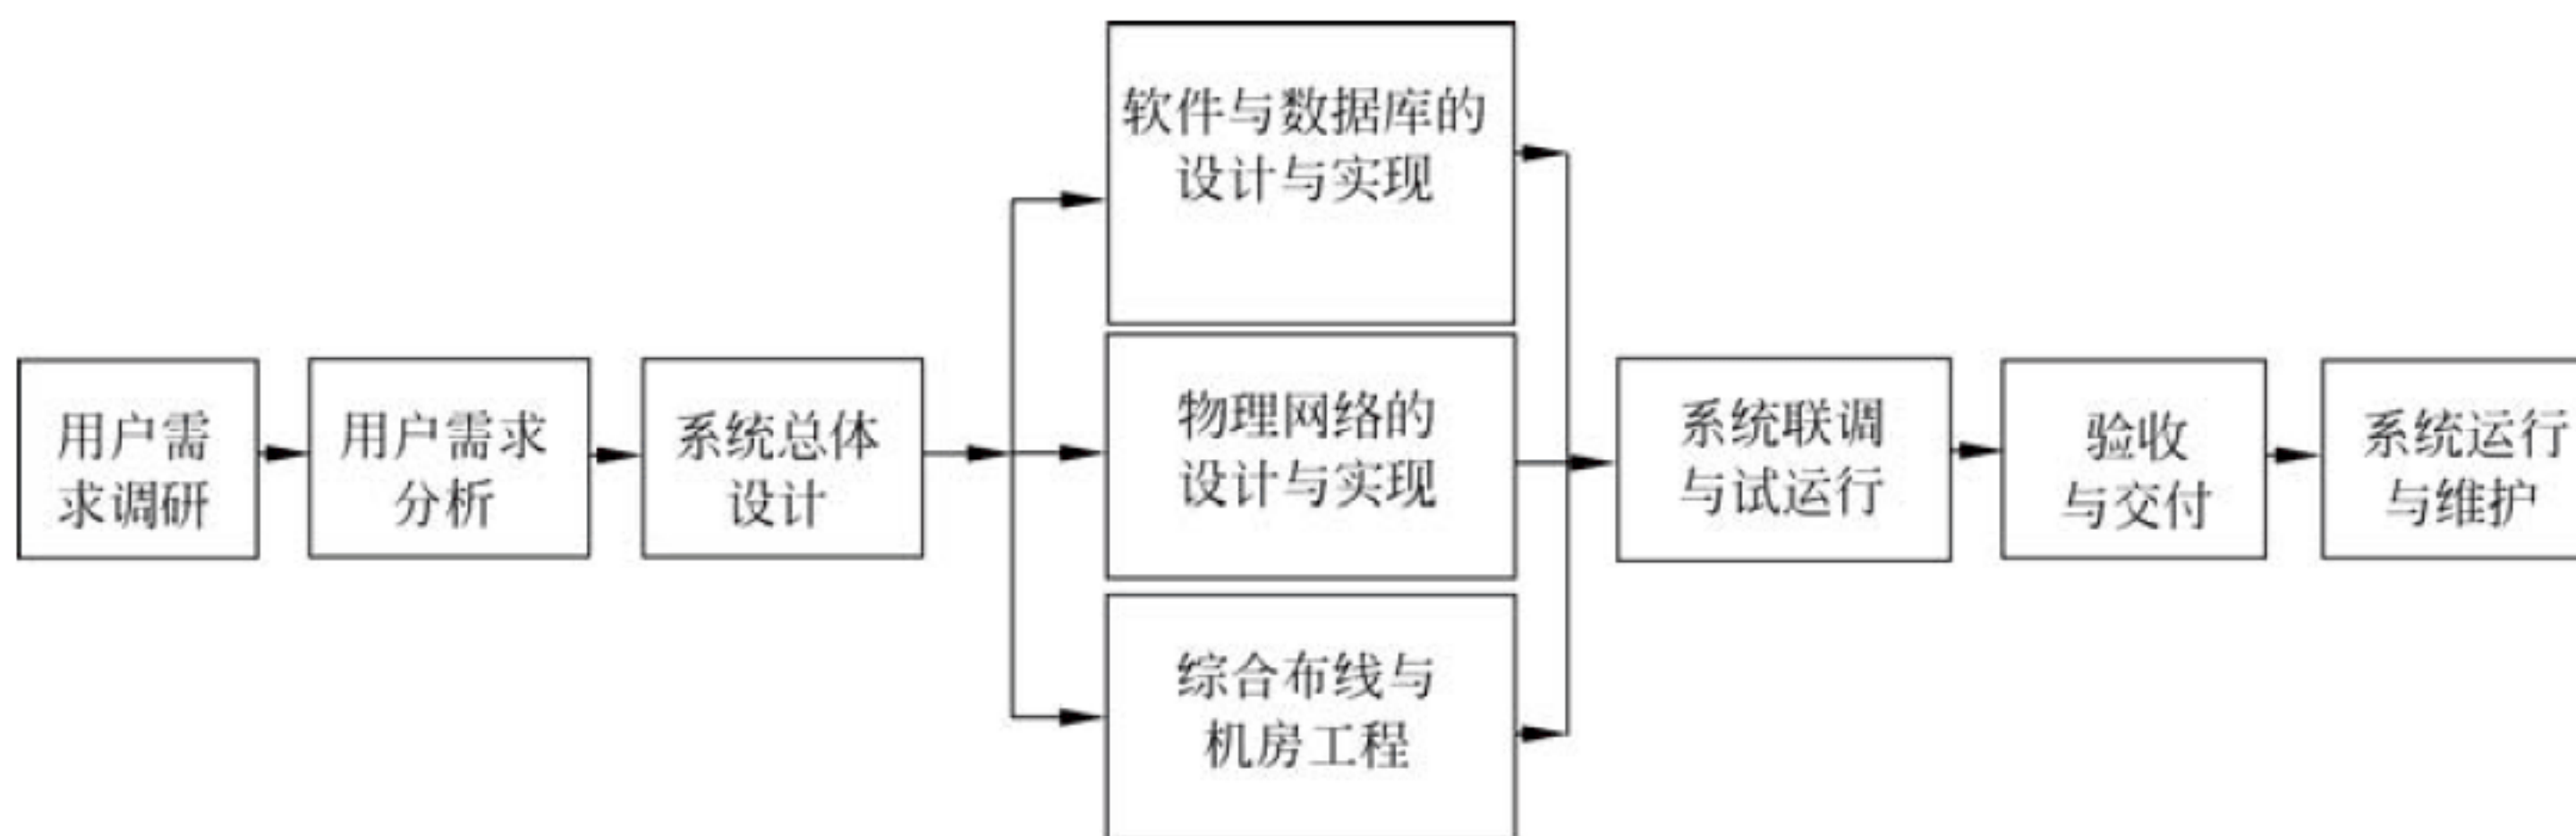 用户需
求调研
用户需求
分析
系统总体
设计
软件与数据库的
设计与实现
物理网络的
设计与实现
综合布线与
机房工程
系统联调
与试运行
验收
与交付
系统运行
与维护